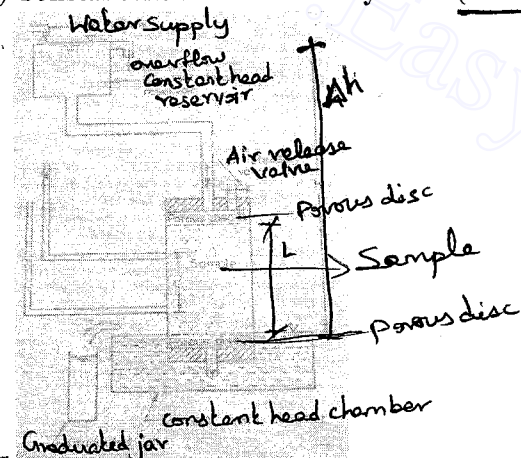 Water supply
overflow
constant head
reservoir
Δh
Air release
valve
Porous disc
L
Sample
Sample
porous disc
constant head chamber
Graduated jar